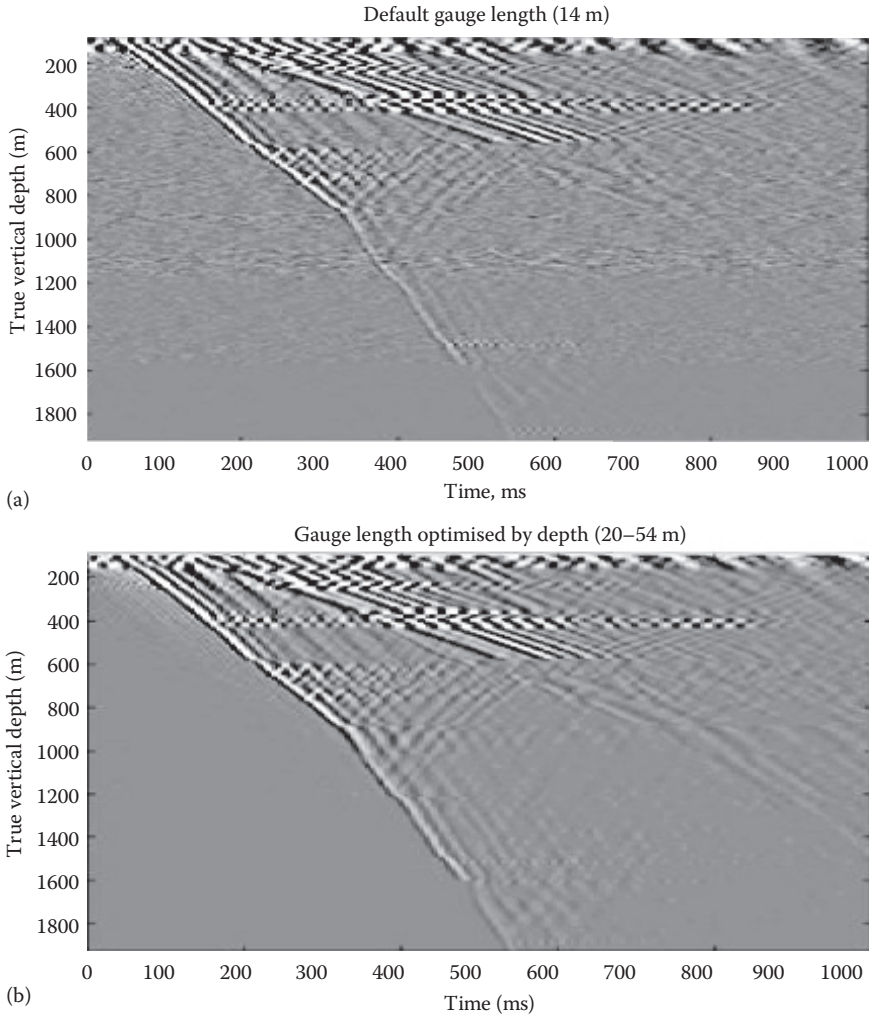 Default gauge length (14 m)
True vertical depth (m)
200
400
600
800
1000
1200
1400
1600
1800
0 100 200 300 400 500 600 700 800 900 1000
Time, ms
(a)
Gauge length optimised by depth (20–54 m)
True vertical depth (m)
200
400
600
800
1000
1200
1400
1600
1800
0 100 200 300 400 500 600 700 800 900 1000
Time (ms)
(b)